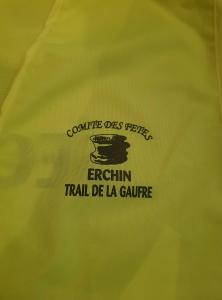 COMITE DES FETES
ERCHIN
TRAIL DE LA GAUFRE